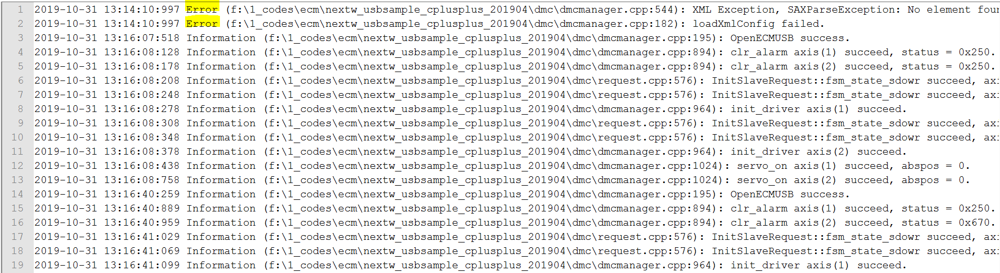 1 2019-10-31 13:14:10:997 Error (f:\1_codes\ecm\nextw_usbsample_cplusplus_201904\dmc\dmcmanager.cpp:544): XML Exception, SAXParseException: No element foun
2 2019-10-31 13:14:10:997 Error (f:\1_codes\ecm\nextw_usbsample_cplusplus_201904\dmc\dmcmanager.cpp:182): loadXmlConfig failed.
3 2019-10-31 13:16:07:518 Information (f:\1_codes\ecm\nextw_usbsample_cplusplus_201904\dmc\dmcmanager.cpp:195): OpenECMUSB success.
4 2019-10-31 13:16:08:128 Information (f:\1_codes\ecm\nextw_usbsample_cplusplus_201904\dmc\dmcmanager.cpp:894): clr_alarm axis(1) succeed, status = 0x250.
5 2019-10-31 13:16:08:178 Information (f:\1_codes\ecm\nextw_usbsample_cplusplus_201904\dmc\dmcmanager.cpp:894): clr_alarm axis(2) succeed, status = 0x250.
6 2019-10-31 13:16:08:208 Information (f:\1_codes\ecm\nextw_usbsample_cplusplus_201904\dmc\request.cpp:576): InitSlaveRequest::fsm_state_sdowr succeed, axi
7 2019-10-31 13:16:08:248 Information (f:\1_codes\ecm\nextw_usbsample_cplusplus_201904\dmc\request.cpp:576): InitSlaveRequest::fsm_state_sdowr succeed, axi
8 2019-10-31 13:16:08:278 Information (f:\1_codes\ecm\nextw_usbsample_cplusplus_201904\dmc\dmcmanager.cpp:964): init_driver axis(1) succeed.
9 2019-10-31 13:16:08:308 Information (f:\1_codes\ecm\nextw_usbsample_cplusplus_201904\dmc\request.cpp:576): InitSlaveRequest::fsm_state_sdowr succeed, axi
10 2019-10-31 13:16:08:348 Information (f:\1_codes\ecm\nextw_usbsample_cplusplus_201904\dmc\request.cpp:576): InitSlaveRequest::fsm_state_sdowr succeed, axi
11 2019-10-31 13:16:08:378 Information (f:\1_codes\ecm\nextw_usbsample_cplusplus_201904\dmc\dmcmanager.cpp:964): init_driver axis(2) succeed.
12 2019-10-31 13:16:08:438 Information (f:\1_codes\ecm\nextw_usbsample_cplusplus_201904\dmc\dmcmanager.cpp:1024): servo_on axis(1) succeed, abspos = 0.
13 2019-10-31 13:16:08:758 Information (f:\1_codes\ecm\nextw_usbsample_cplusplus_201904\dmc\dmcmanager.cpp:1024): servo_on axis(2) succeed, abspos = 0.
14 2019-10-31 13:16:40:259 Information (f:\1_codes\ecm\nextw_usbsample_cplusplus_201904\dmc\dmcmanager.cpp:195): OpenECMUSB success.
15 2019-10-31 13:16:40:889 Information (f:\1_codes\ecm\nextw_usbsample_cplusplus_201904\dmc\dmcmanager.cpp:894): clr_alarm axis(1) succeed, status = 0x250.
16 2019-10-31 13:16:40:959 Information (f:\1_codes\ecm\nextw_usbsample_cplusplus_201904\dmc\dmcmanager.cpp:894): clr_alarm axis(2) succeed, status = 0x670.
17 2019-10-31 13:16:41:029 Information (f:\1_codes\ecm\nextw_usbsample_cplusplus_201904\dmc\request.cpp:576): InitSlaveRequest::fsm_state_sdowr succeed, axi
18 2019-10-31 13:16:41:069 Information (f:\1_codes\ecm\nextw_usbsample_cplusplus_201904\dmc\request.cpp:576): InitSlaveRequest::fsm_state_sdowr succeed, axi
19 2019-10-31 13:16:41:099 Information (f:\1_codes\ecm\nextw_usbsample_cplusplus_201904\dmc\dmcmanager.cpp:964): init_driver axis(1) succeed.